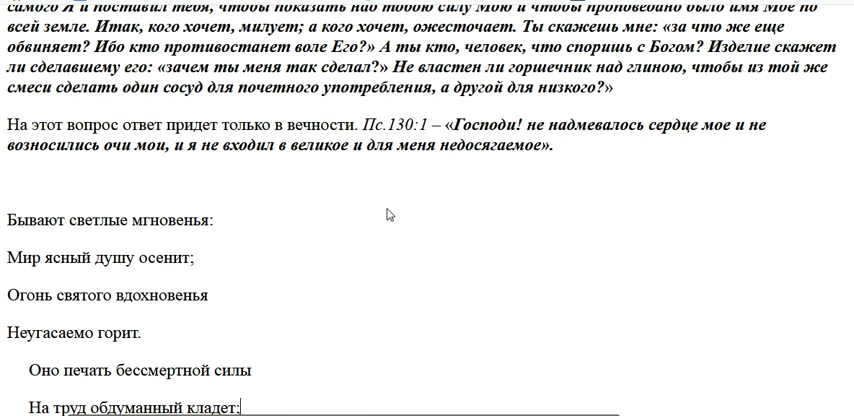 самого Я и поставил тебя, чтобы показать над тобою силу Мою и чтобы проповедано было имя Мое по
всей земле. Итак, кого хочет, милует; а кого хочет, ожесточает. Ты скажешь мне: «за что же еще
обвиняет? Ибо кто противостанет воле Его?» А ты кто, человек, что споришь с Богом? Изделие скажет
ли сделавшему его: «зачем ты меня так сделал?» Не властен ли горшечник над глиною, чтобы из той же
смеси сделать один сосуд для почетного употребления, а другой для низкого?»
На этот вопрос ответ придет только в вечности. Пс.130:1 – «Господи! не надмевалось сердце мое и не
возносились очи мои, и я не входил в великое и для меня недосягаемое».
Бывают светлые мгновенья:
Мир ясный душу осенит;
Огонь святого вдохновенья
Неугасаемо горит.
Оно печать бессмертной силы
На труд обдуманный кладет;